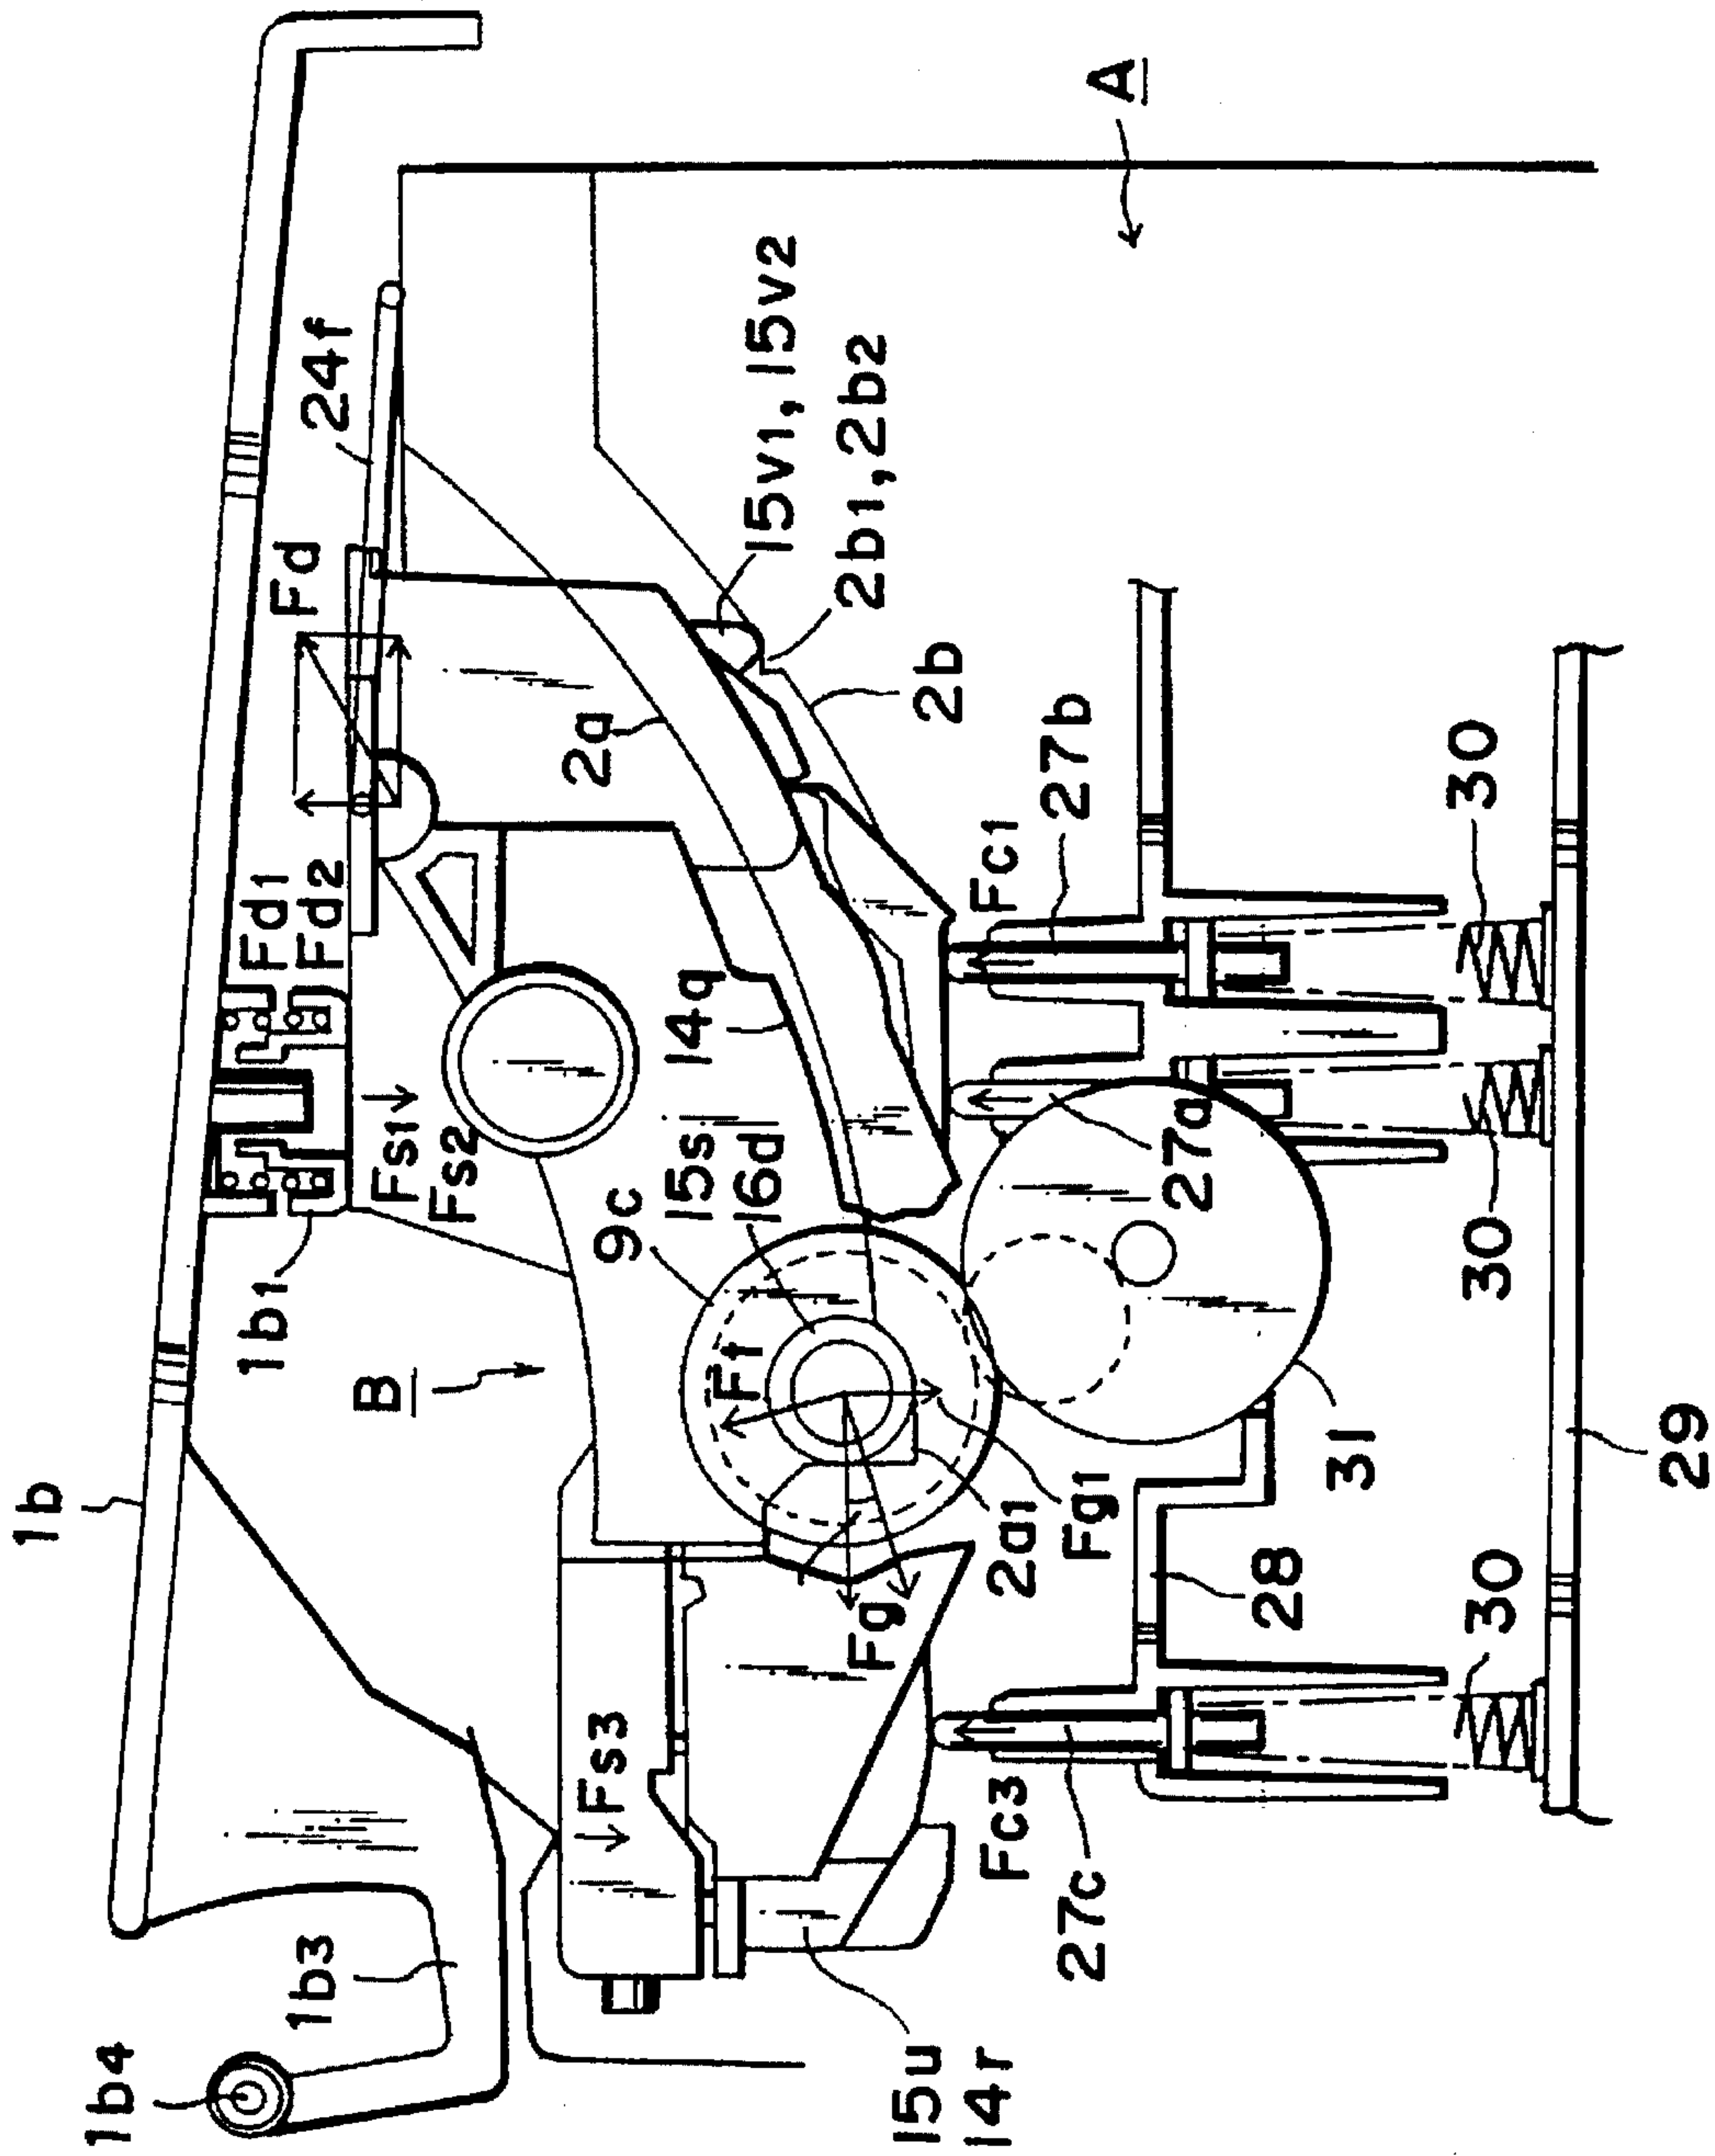 1b
1b4
1b1
Fd1
Fd2
Fd
1b3
24f
B
Fs1
Fs2
2a
Fs3
9c
15s
16d
14q
Ft
15v1,15v2
2b1,2b2
Fg
15u
14r
2b
Fc1
Fc3
2a1
27b
Fg1
27c
A
27a
28
31
30
30
30
29